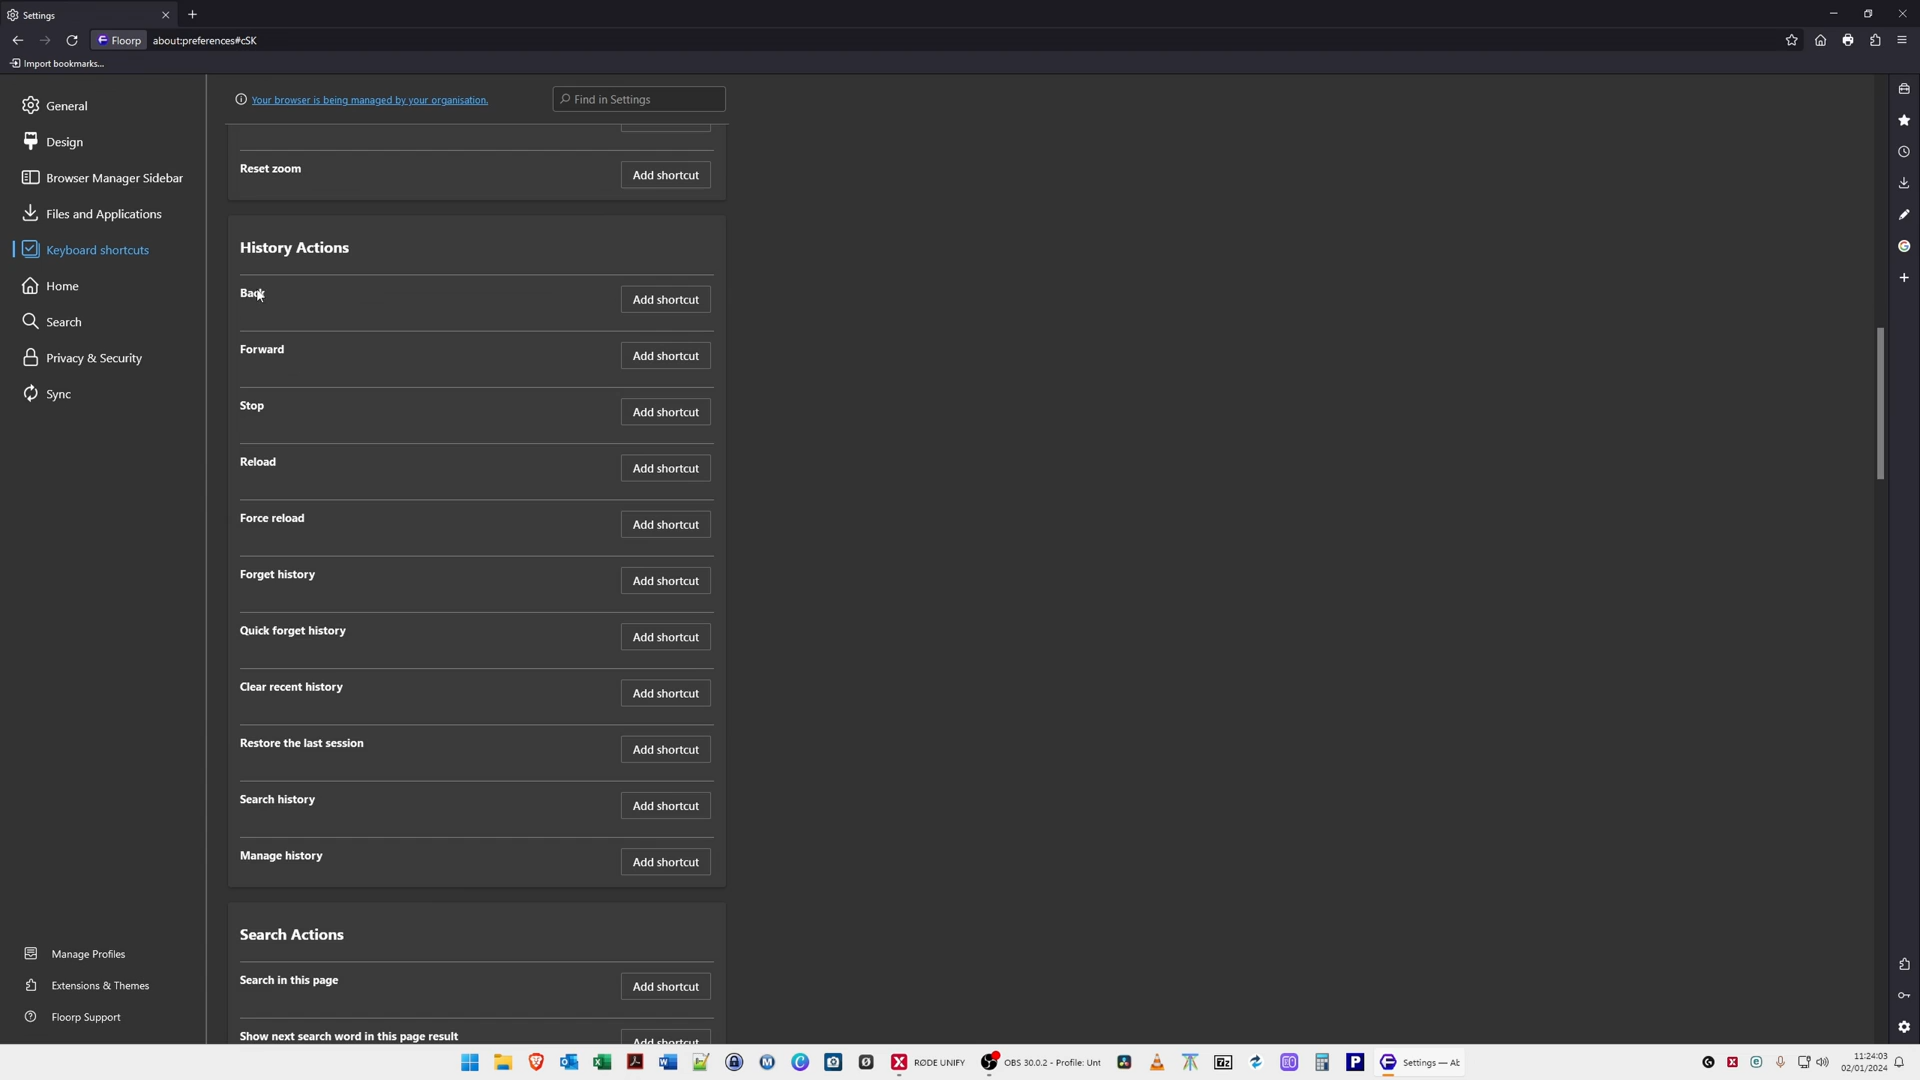 Settings
Floorp
about:preferences#cSK
Import bookmarks...
General
Design
Browser Manager Sidebar
Files and Applications
Keyboard shortcuts
Home
Search
Privacy & Security
Sync
Manage Profiles
Extensions & Themes
Floorp Support
Your browser is being managed by your organisation.
Find in Settings
Reset zoom
Add shortcut
History Actions
Back
Add shortcut
Forward
Add shortcut
Stop
Add shortcut
Reload
Add shortcut
Force reload
Add shortcut
Forget history
Add shortcut
Quick forget history
Add shortcut
Clear recent history
Add shortcut
Restore the last session
Add shortcut
Search history
Add shortcut
Manage history
Add shortcut
Search Actions
Search in this page
Add shortcut
Show next search word in this page result
Add shortcut
RØDE UNIFY
OBS 30.0.2 - Profile: Unt
7z
Settings — Ab
11:24:03
02/01/2024